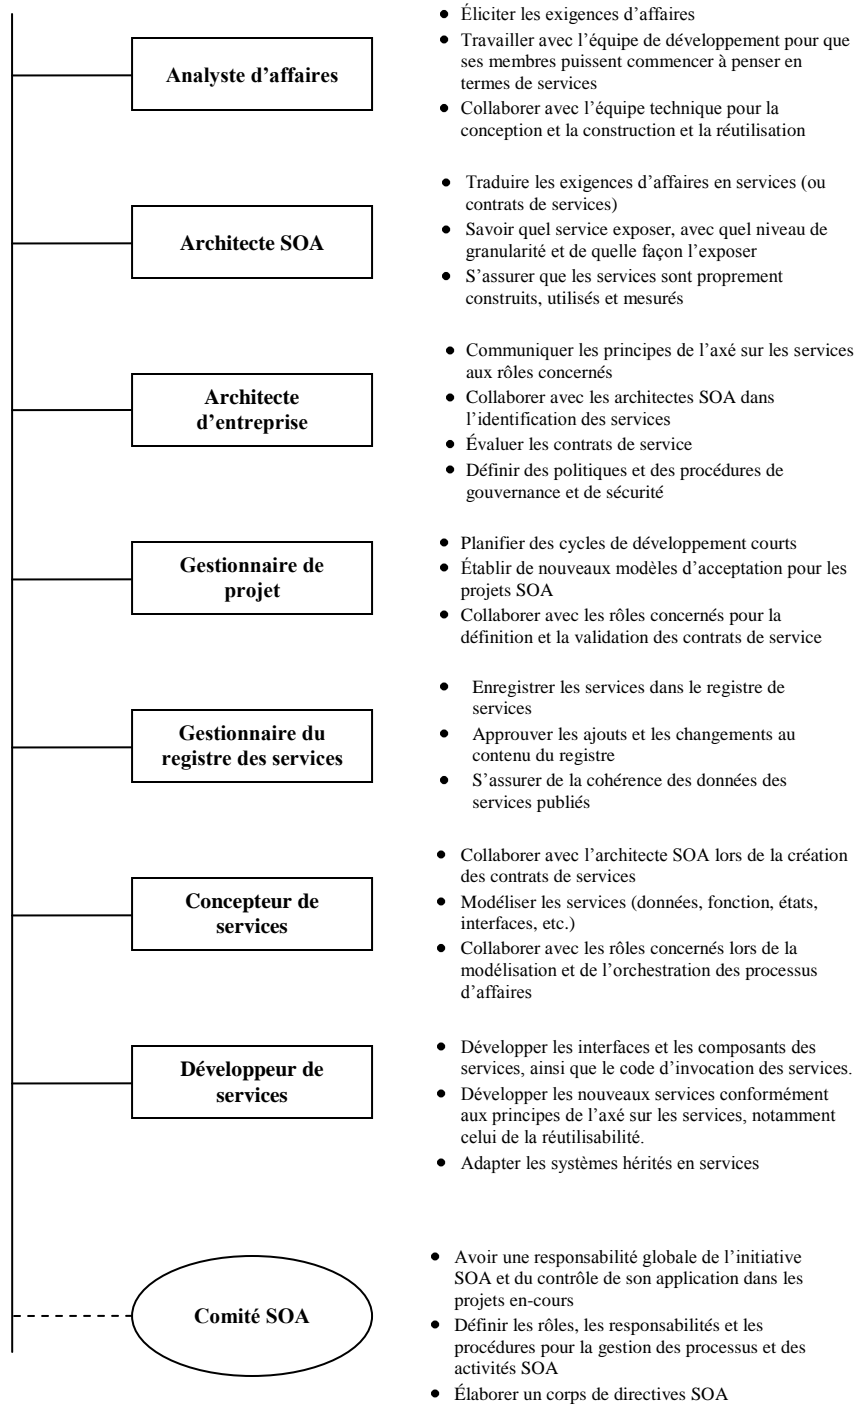 Analyste d’affaires
• Éliciter les exigences d’affaires
• Travailler avec l’équipe de développement pour que
ses membres puissent commencer à penser en
termes de services
• Collaborer avec l’équipe technique pour la
conception et la construction et la réutilisation
Architecte SOA
• Traduire les exigences d’affaires en services (ou
contrats de services)
• Savoir quel service exposer, avec quel niveau de
granularité et de quelle façon l’exposer
• S’assurer que les services sont proprement
construits, utilisés et mesurés
Architecte
d’entreprise
• Communiquer les principes de l’axé sur les services
aux rôles concernés
• Collaborer avec les architectes SOA dans
l’identification des services
• Évaluer les contrats de service
• Définir des politiques et des procédures de
gouvernance et de sécurité
Gestionnaire de
projet
• Planifier des cycles de développement courts
• Établir de nouveaux modèles d’acceptation pour les
projets SOA
• Collaborer avec les rôles concernés pour la
définition et la validation des contrats de service
Gestionnaire du
registre des services
• Enregistrer les services dans le registre de
services
• Approuver les ajouts et les changements au
contenu du registre
• S’assurer de la cohérence des données des
services publiés
Concepteur de
services
• Collaborer avec l’architecte SOA lors de la création
des contrats de services
• Modéliser les services (données, fonction, états,
interfaces, etc.)
• Collaborer avec les rôles concernés lors de la
modélisation et de l’orchestration des processus
d’affaires
Développeur de
services
• Développer les interfaces et les composants des
services, ainsi que le code d’invocation des services.
• Développer les nouveaux services conformément
aux principes de l’axé sur les services, notamment
celui de la réutilisabilité.
• Adapter les systèmes hérités en services
Comité SOA
• Avoir une responsabilité globale de l’initiative
SOA et du contrôle de son application dans les
projets en-cours
• Définir les rôles, les responsabilités et les
procédures pour la gestion des processus et des
activités SOA
• Élaborer un corps de directives SOA